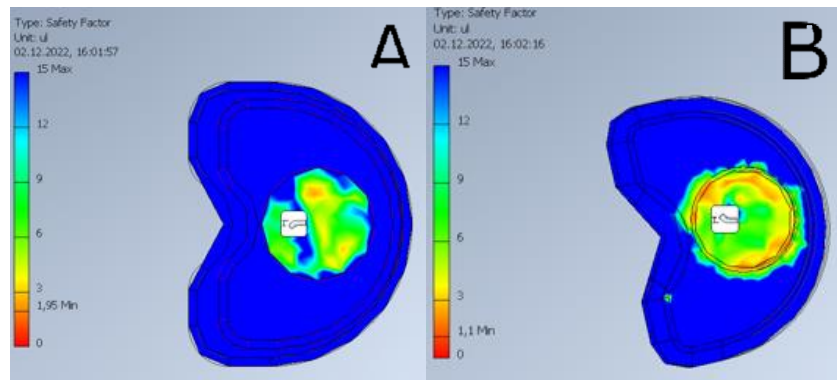 Type: Safety Factor
Unit: ul
02.12.2022, 16:01:57
A
15 Max
12
9
6
3
1,95 Min
0
Type: Safety Factor
Unit: ul
02.12.2022, 16:02:16
B
15 Max
12
9
6
3
1,1 Min
0